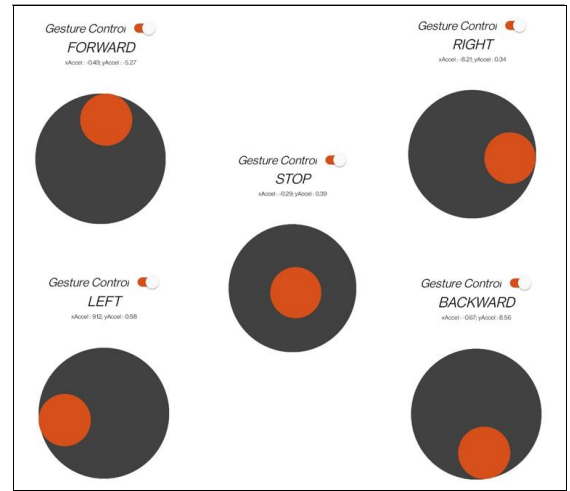 Gesture Control
FORWARD
xAccel : -0.49; yAccel : -5.27
Gesture Control
RIGHT
xAccel : -8.21; yAccel : 0.34
Gesture Control
STOP
xAccel : -0.29; yAccel : 0.39
Gesture Control
LEFT
xAccel : 9.12; yAccel : 0.58
Gesture Control
BACKWARD
xAccel : -0.67; yAccel : 8.56